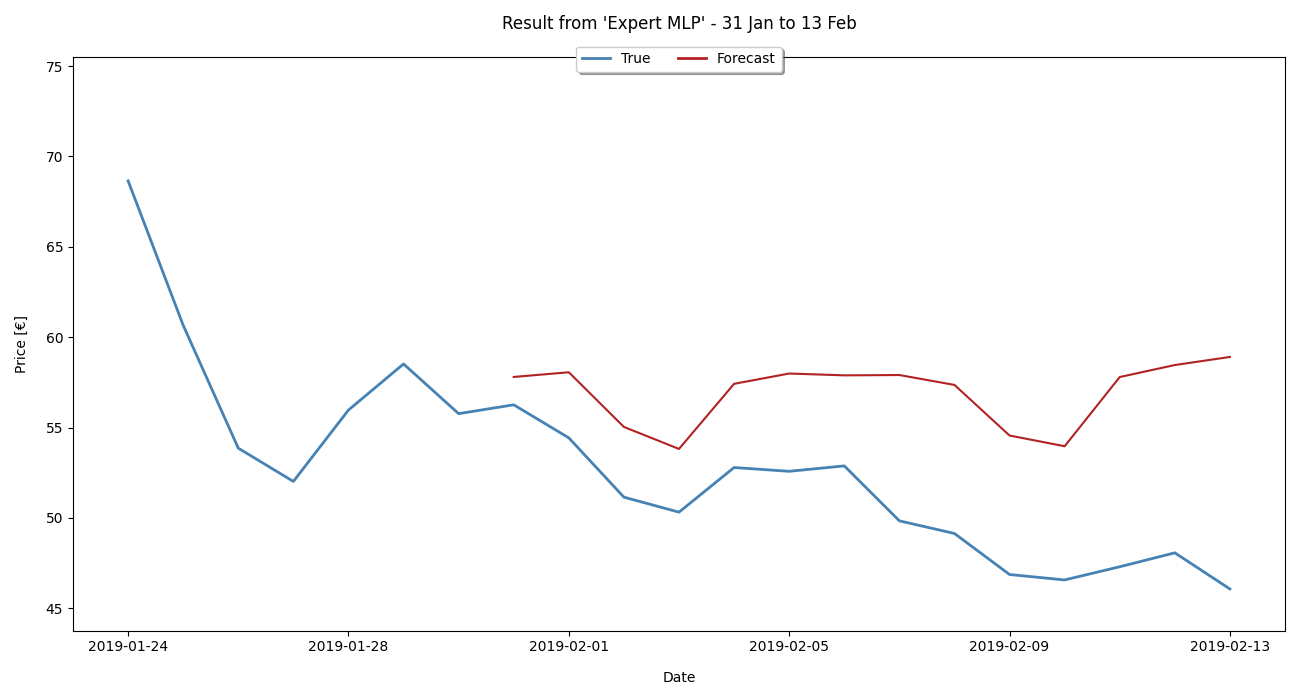 Result from 'Expert MLP' - 31 Jan to 13 Feb
True Forecast
75
70
65
60
55
50
45
Price [€]
2019-01-24 2019-01-28 2019-02-01 2019-02-05 2019-02-09 2019-02-13
Date